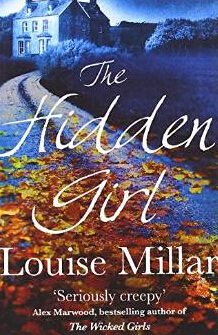 The
Hidden
Girl
Louise Millar
'Seriously creepy'
Alex Marwood, bestselling author of
The Wicked Girls